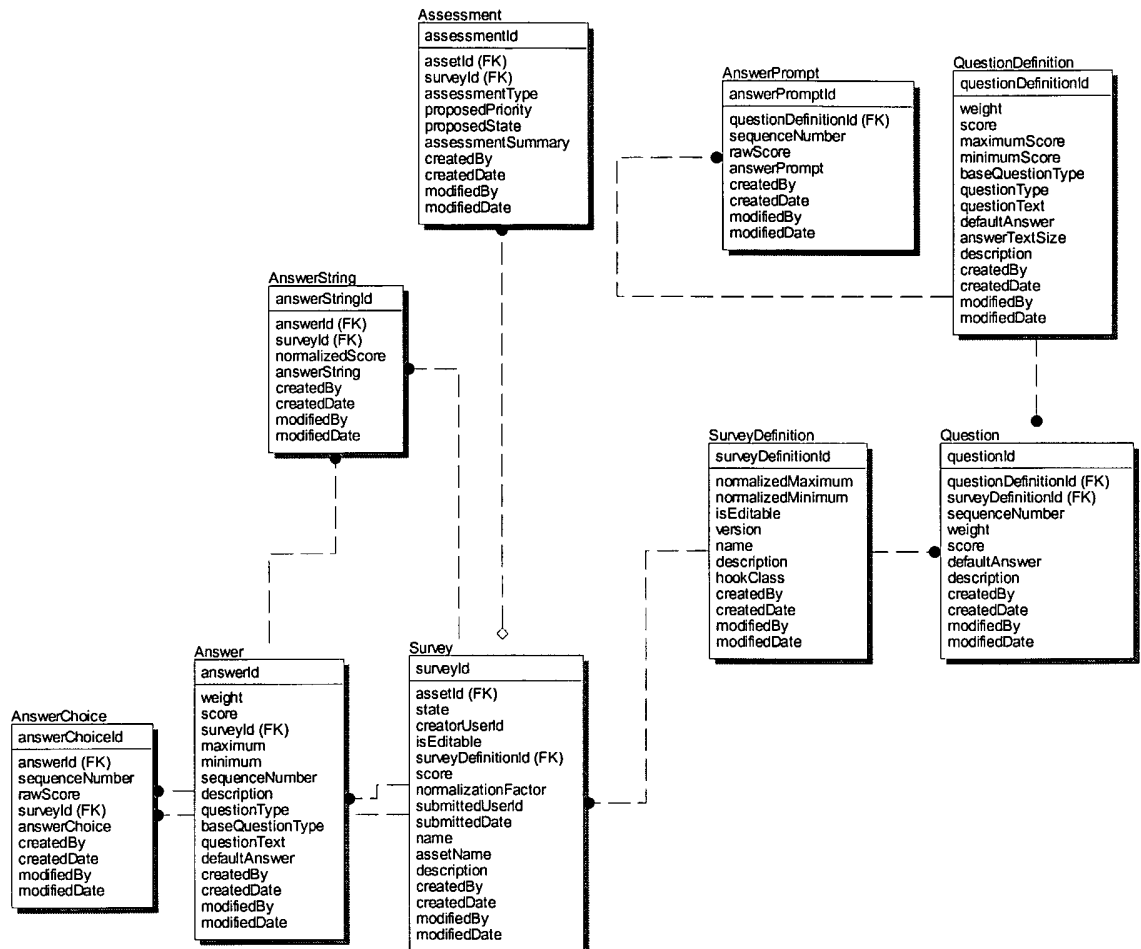 Assessment
assessmentId
assetId (FK)
surveyId (FK)
assessmentType
proposedPriority
proposedState
assessmentSummary
createdBy
createdDate
modifiedBy
modifiedDate
AnswerPrompt
answerPromptId
questionDefinitionId (FK)
sequenceNumber
rawScore
answerPrompt
createdBy
createdDate
modifiedBy
modifiedDate
QuestionDefinition
questionDefinitionId
weight
score
maximumScore
minimumScore
baseQuestionType
questionType
questionText
defaultAnswer
answerTextSize
description
createdBy
createdDate
modifiedBy
modifiedDate
AnswerString
answerStringId
answerId (FK)
surveyId (FK)
normalizedScore
answerString
createdBy
createdDate
modifiedBy
modifiedDate
SurveyDefinition
surveyDefinitionId
normalizedMaximum
normalizedMinimum
isEditable
version
name
description
hookClass
createdBy
createdDate
modifiedBy
modifiedDate
Question
questionId
questionDefinitionId (FK)
surveyDefinitionId (FK)
sequenceNumber
weight
score
defaultAnswer
description
createdBy
createdDate
modifiedBy
modifiedDate
AnswerChoice
answerChoiceId
answerId (FK)
sequenceNumber
rawScore
surveyId (FK)
answerChoice
createdBy
createdDate
modifiedBy
modifiedDate
Answer
answerId
weight
score
surveyId (FK)
maximum
minimum
sequenceNumber
description
questionType
baseQuestionType
questionText
defaultAnswer
createdBy
createdDate
modifiedBy
modifiedDate
Survey
surveyId
assetId (FK)
state
creatorUserId
isEditable
surveyDefinitionId (FK)
score
normalizationFactor
submittedUserId
submittedDate
name
assetName
description
createdBy
createdDate
modifiedBy
modifiedDate